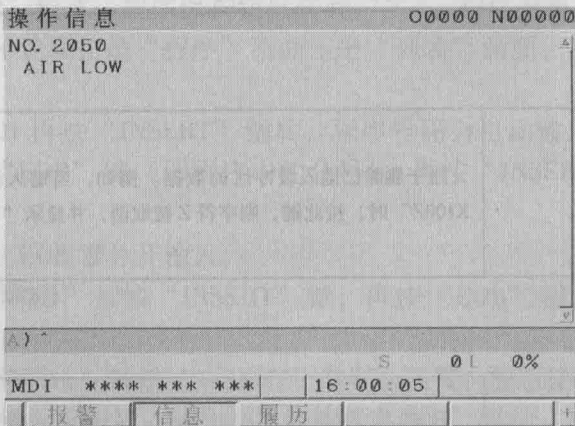 操作信息 O0000 N00000
NO. 2050
AIR LOW
A) ^
S 0 L 0%
MDI **** *** *** 16:00:05
报警 信息 履历 +